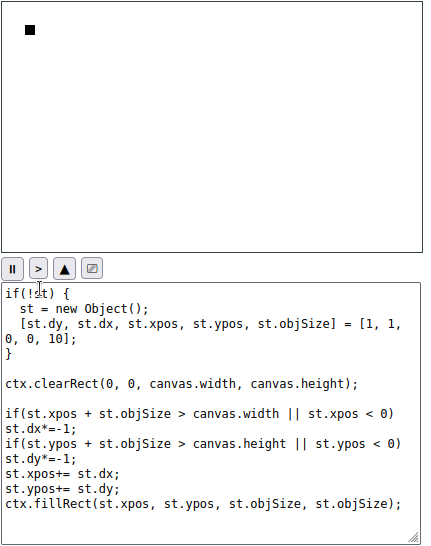 >
if(!st) {
st = new Object();
[st.dy, st.dx, st.xpos, st.ypos, st.objSize] = [1, 1,
0, 0, 10];
}
ctx.clearRect(0, 0, canvas.width, canvas.height);
if(st.xpos + st.objSize > canvas.width || st.xpos < 0)
st.dx*=-1;
if(st.ypos + st.objSize > canvas.height || st.ypos < 0)
st.dy*=-1;
st.xpos+= st.dx;
st.ypos+= st.dy;
ctx.fillRect(st.xpos, st.ypos, st.objSize, st.objSize);